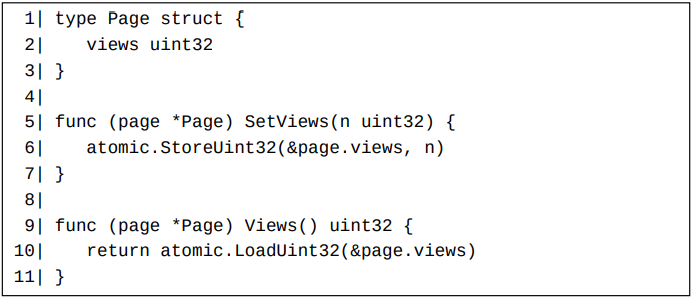 1| type Page struct {
2|    views uint32
3| }
4|
5| func (page *Page) SetViews(n uint32) {
6|    atomic.StoreUint32(&page.views, n)
7| }
8|
9| func (page *Page) Views() uint32 {
10|    return atomic.LoadUint32(&page.views)
11| }